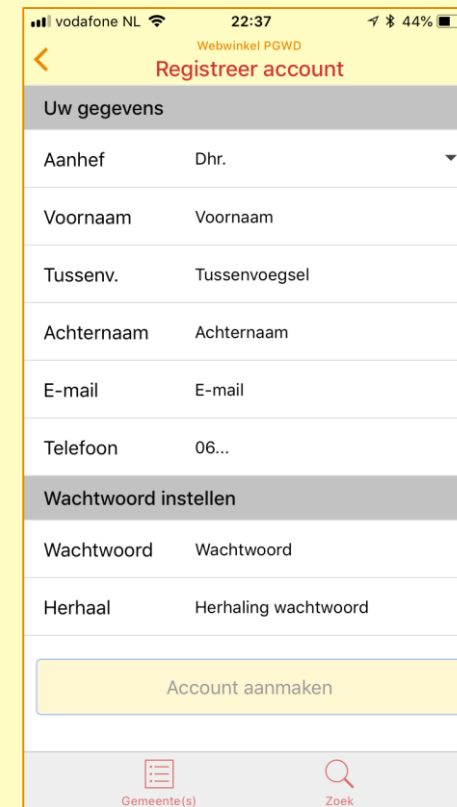 vodafone NL 22:37 44%
Webwinkel PGWD
Registreer account
Uw gegevens
Aanhef Dhr.
Voornaam Voornaam
Tussenv. Tussenvoegsel
Achternaam Achternaam
E-mail E-mail
Telefoon 06...
Wachtwoord instellen
Wachtwoord Wachtwoord
Herhaal Herhaling wachtwoord
Account aanmaken
Gemeente(s) Zoek